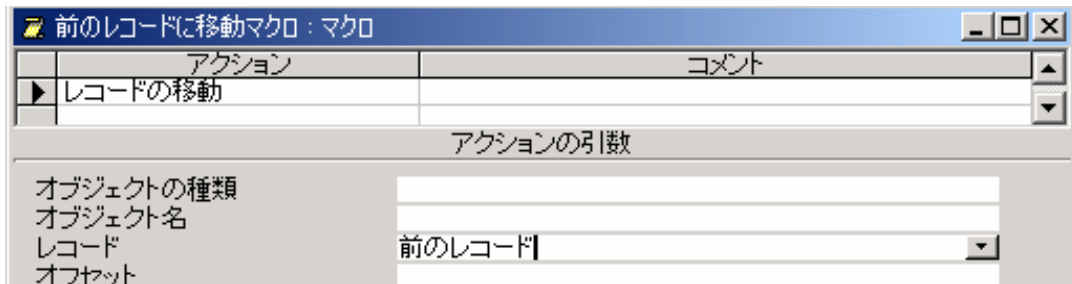 前のレコードに移動マクロ : マクロ
アクション コメント
レコードの移動
アクションの引数
オブジェクトの種類
オブジェクト名
レコード 前のレコード
オフセット